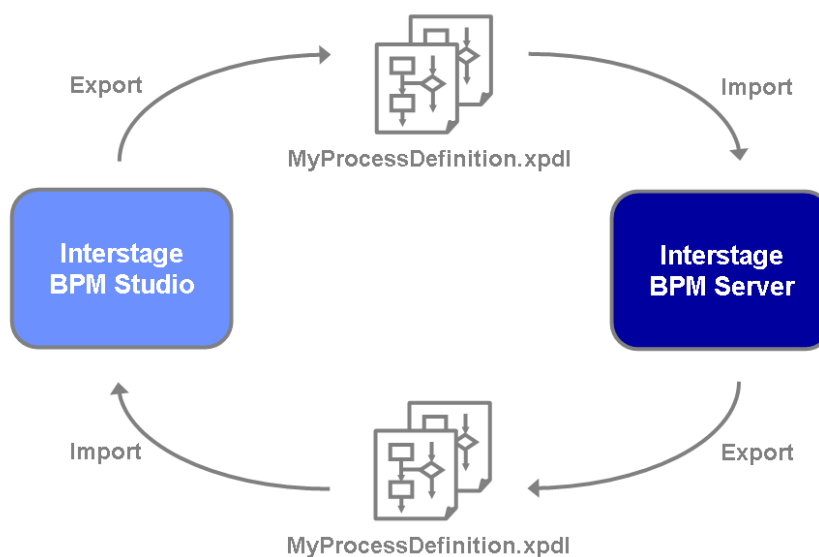 Export
Import
MyProcessDefinition.xpdl
Interstage
BPM Studio
Interstage
BPM Server
Import
Export
MyProcessDefinition.xpdl